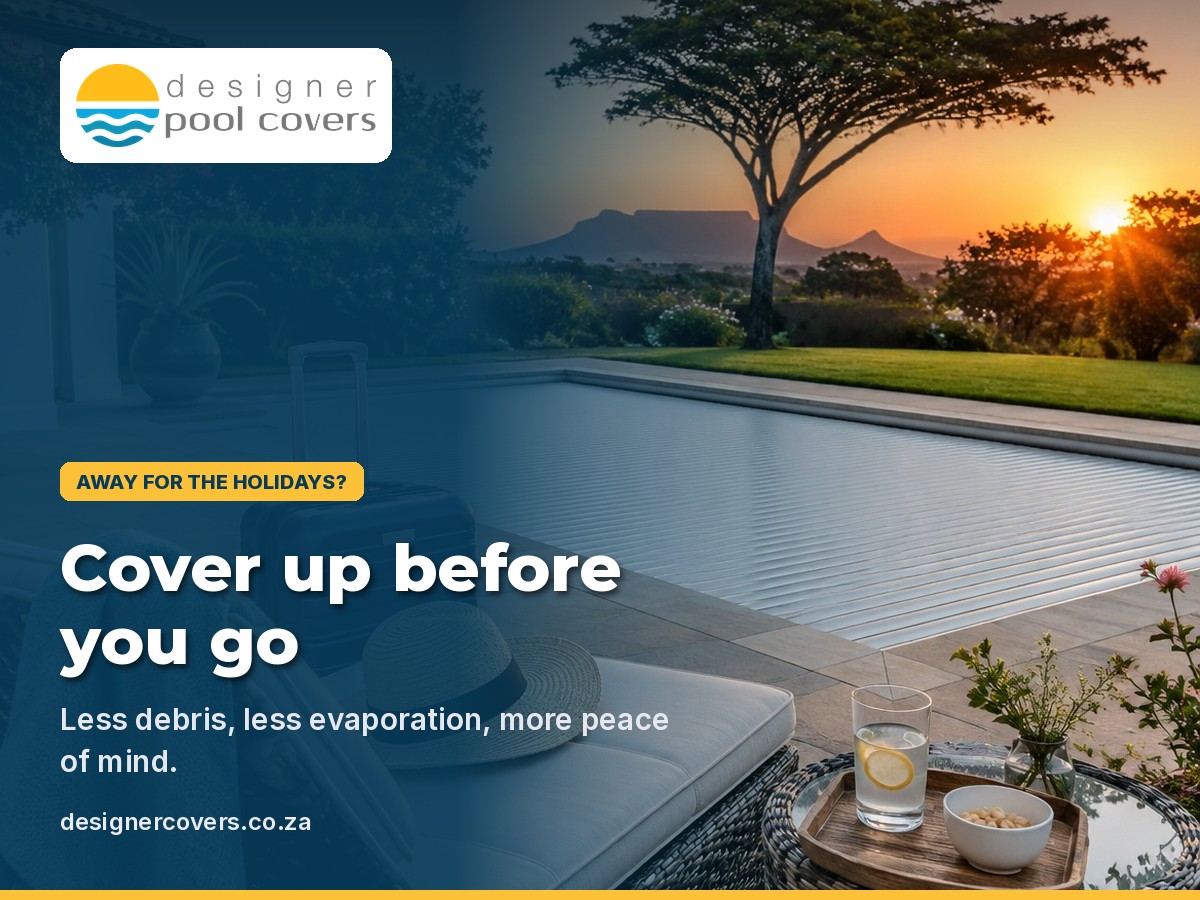 designer
pool covers
AWAY FOR THE HOLIDAYS?
Cover up before
you go
Less debris, less evaporation, more peace
of mind.
designercovers.co.za